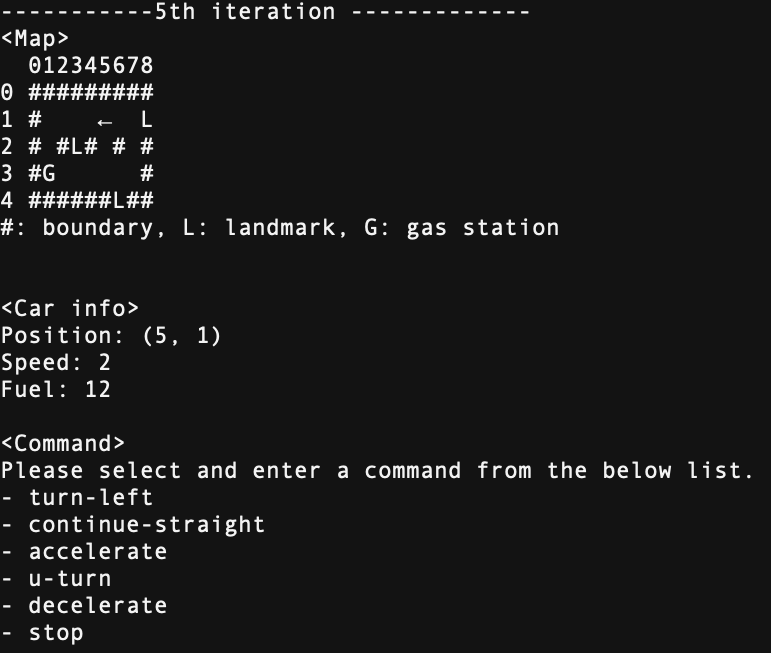 -----------5th iteration -------------
<Map>
  012345678
0 #########
1 #    ←  L
2 # #L# # #
3 #G      #
4 ######L##
#: boundary, L: landmark, G: gas station
<Car info>
Position: (5, 1)
Speed: 2
Fuel: 12
<Command>
Please select and enter a command from the below list.
- turn-left
- continue-straight
- accelerate
- u-turn
- decelerate
- stop